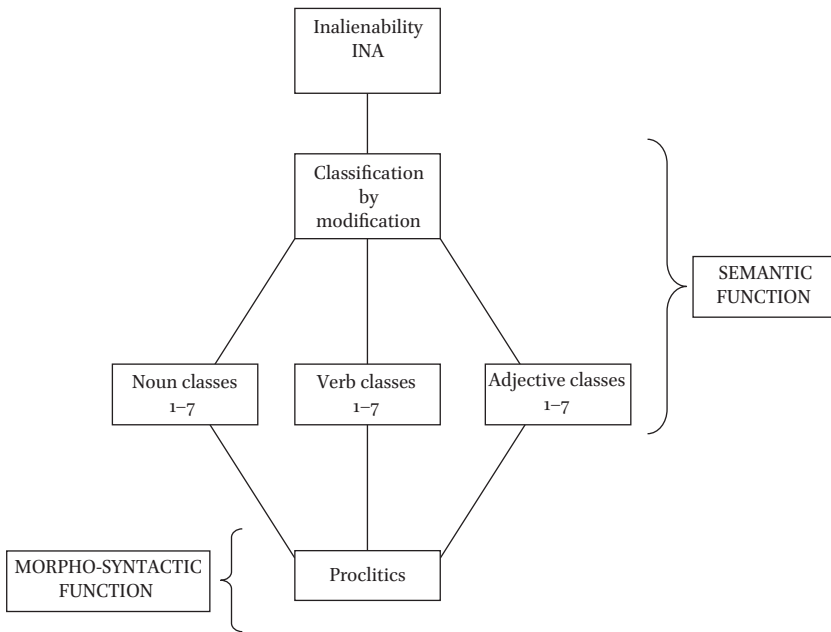 Inalienability
INA
Classification
by
modification
SEMANTIC
FUNCTION
Noun classes
1–7
Verb classes
1–7
Adjective classes
1–7
MORPHO-SYNTACTIC
FUNCTION
Proclitics